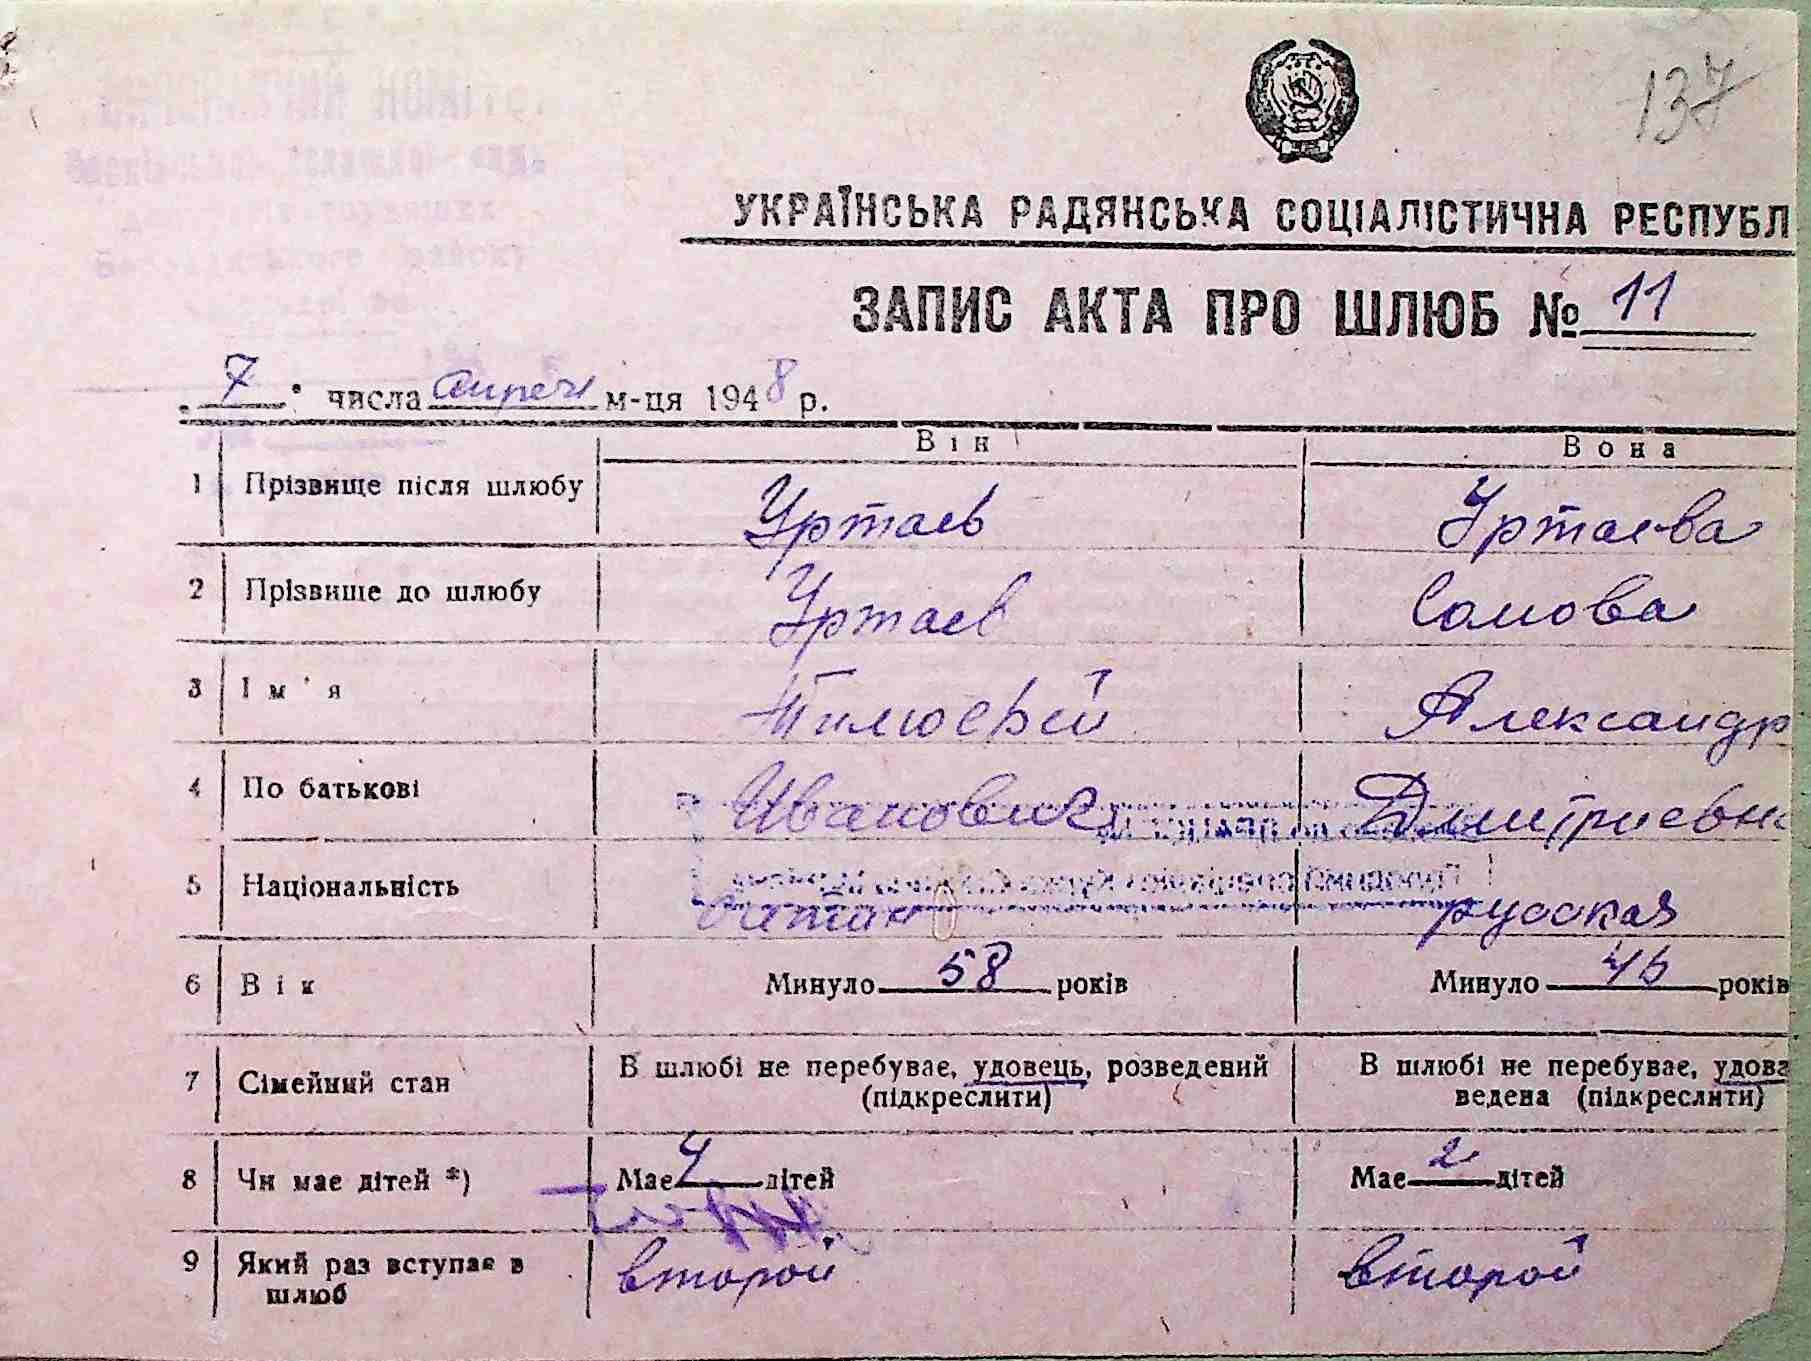 137
УКРАЇНСЬКА РАДЯНСЬКА СОЦІАЛІСТИЧНА РЕСПУБЛ
ЗАПИС АКТА ПРО ШЛЮБ № 11
7 числа м-ця 1948 р.
Він Вона
1 Прізвище після шлюбу Уртаев Уртаева
2 Прізвище до шлюбу Уртаев Сомова
3 Ім'я Александр
4 По батькові Иванович Дмитриевн
5 Національність русская
6 Вік Минуло 58 років Минуло 46 років
7 Сімейний стан В шлюбі не перебуває, удовець, розведений В шлюбі не перебуває, удова
(підкреслити) ведена (підкреслити)
8 Чи має дітей *) Має 4 дітей Має 2 дітей
9 Який раз вступає в шлюб второй второй